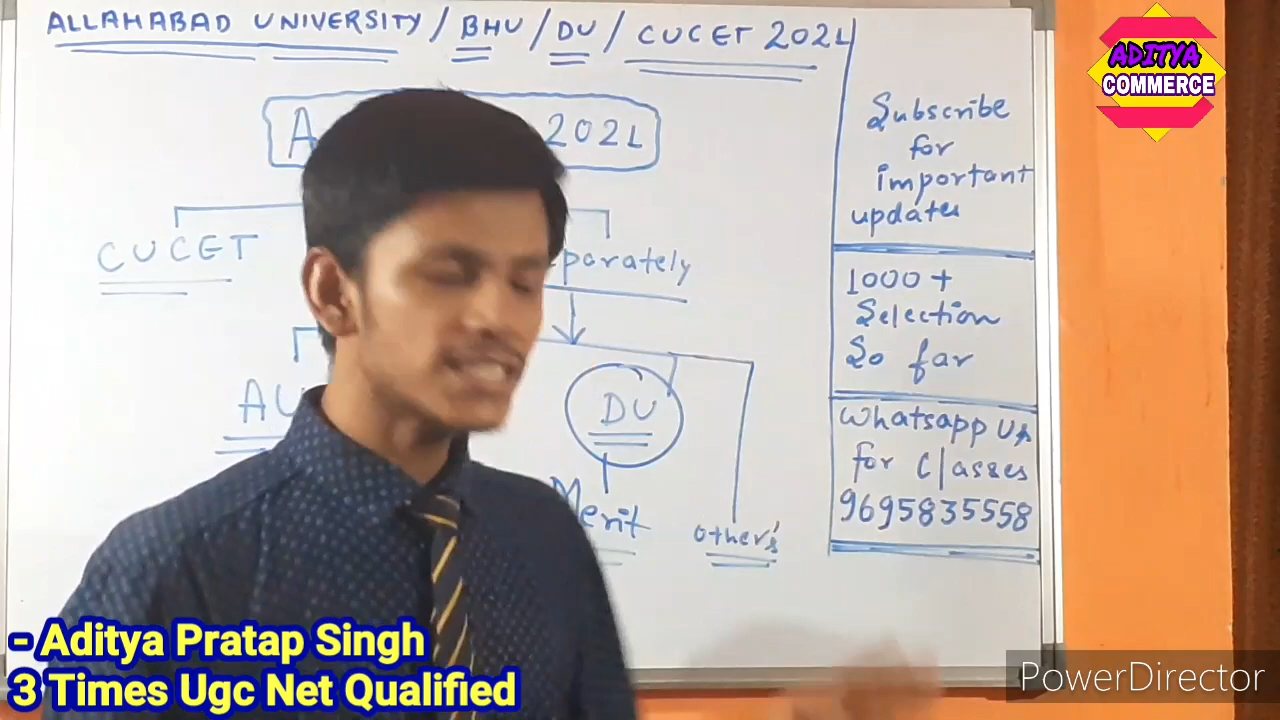 ALLAHABAD UNIVERSITY / BHU / DU / CUCET 2021
ADITYA
COMMERCE
2021
CUCET
AU
DU
Merit
others
Subscribe
for
important
updates
1000 +
Selection
So far
Whatsapp Us
for Classes
9695835558
- Aditya Pratap Singh
3 Times Ugc Net Qualified
PowerDirector